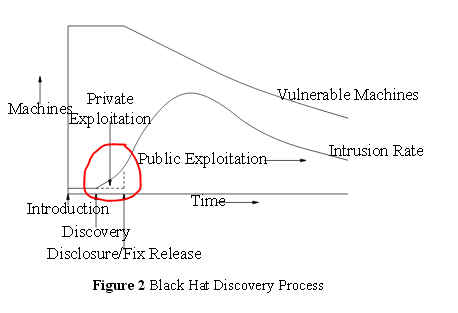 Private
Exploitation
Machines
Vulnerable Machines
Public Exploitation
Intrusion Rate
Introduction
Time
Discovery
Disclosure/Fix Release
Figure 2 Black Hat Discovery Process